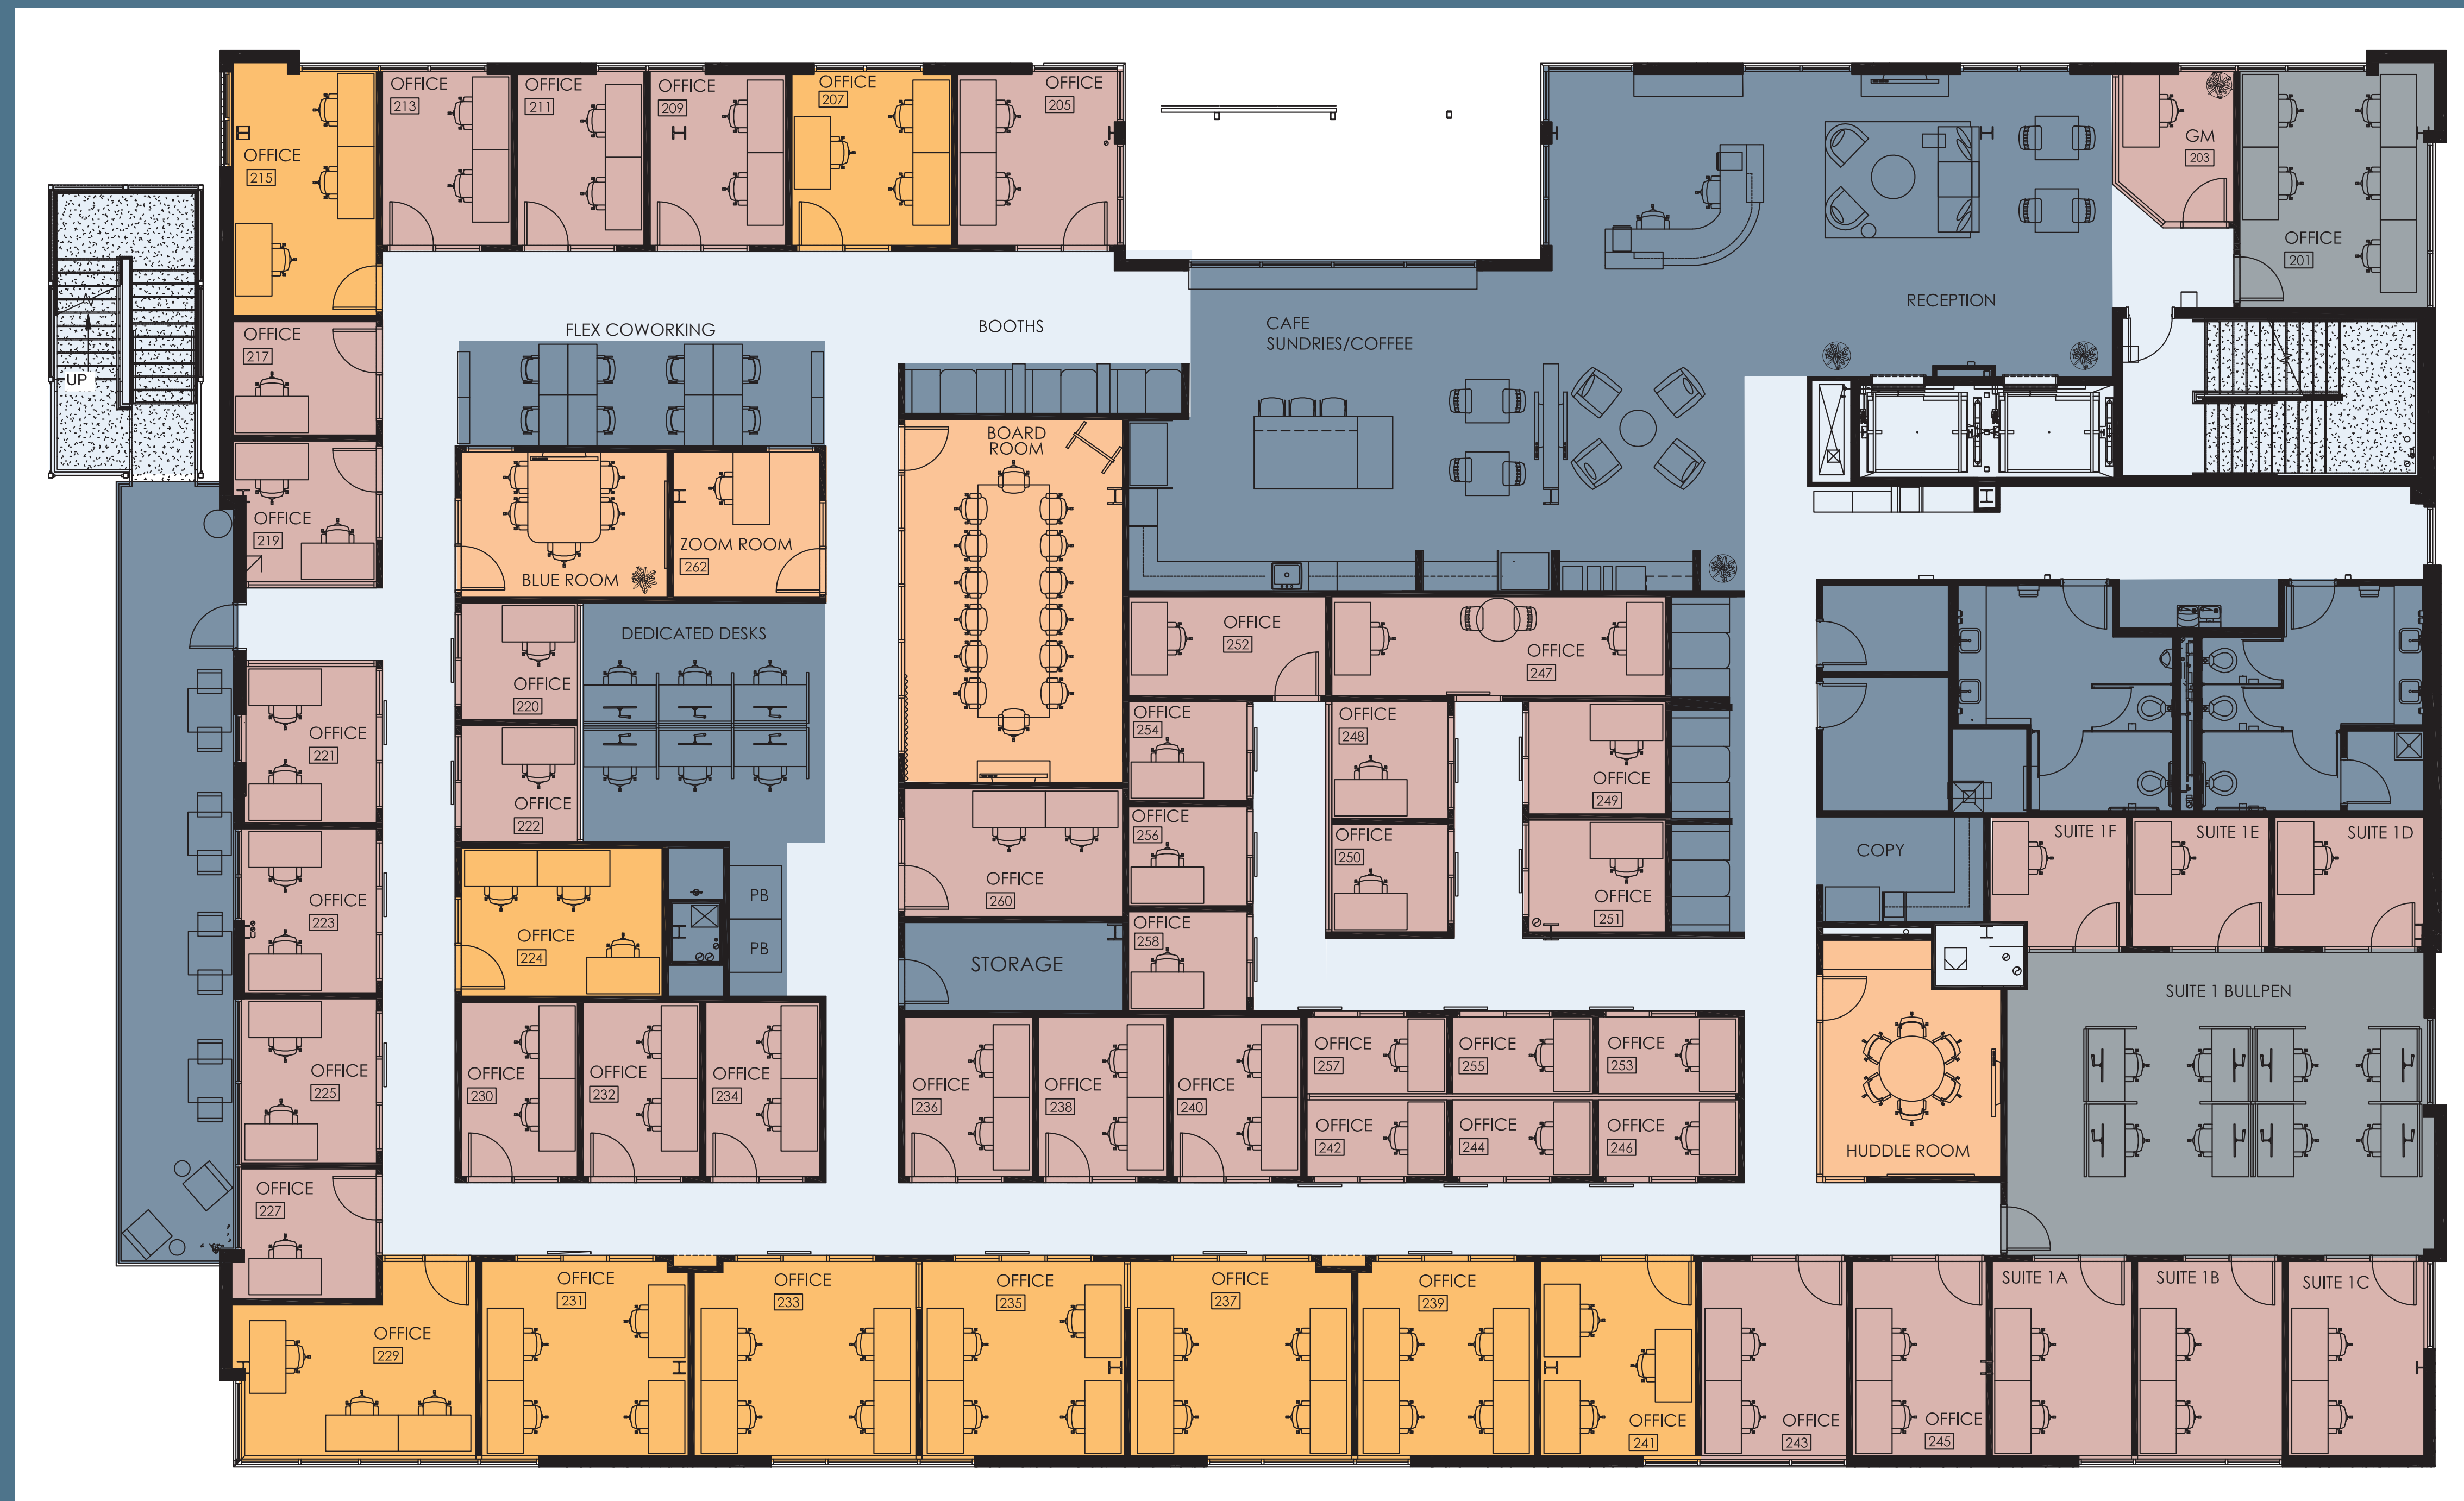 OFFICE
213
OFFICE
211
OFFICE
209
OFFICE
207
OFFICE
205
GM
203
OFFICE
215
OFFICE
201
RECEPTION
FLEX COWORKING
BOOTHS
CAFE
SUNDRIES/COFFEE
OFFICE
217
UP
BOARD
ROOM
OFFICE
219
BLUE ROOM
ZOOM ROOM
262
DEDICATED DESKS
OFFICE
252
OFFICE
247
OFFICE
220
OFFICE
221
OFFICE
254
OFFICE
248
OFFICE
249
OFFICE
222
OFFICE
256
OFFICE
250
OFFICE
251
COPY
SUITE 1F
SUITE 1E
SUITE 1D
OFFICE
223
OFFICE
260
PB
PB
OFFICE
224
STORAGE
OFFICE
258
SUITE 1 BULLPEN
OFFICE
225
OFFICE
230
OFFICE
232
OFFICE
234
OFFICE
236
OFFICE
238
OFFICE
240
OFFICE
257
OFFICE
255
OFFICE
253
OFFICE
242
OFFICE
244
OFFICE
246
HUDDLE ROOM
OFFICE
227
OFFICE
229
OFFICE
231
OFFICE
233
OFFICE
235
OFFICE
237
OFFICE
239
OFFICE
241
OFFICE
243
OFFICE
245
SUITE 1A
SUITE 1B
SUITE 1C